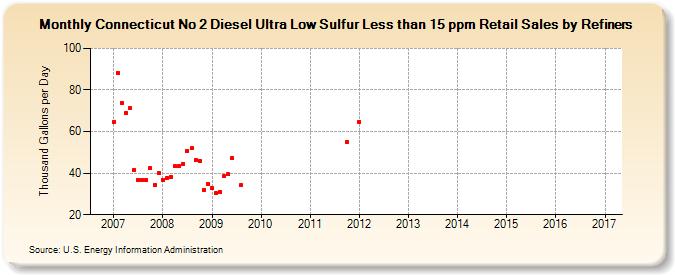 Monthly Connecticut No 2 Diesel Ultra Low Sulfur Less than 15 ppm Retail Sales by Refiners
Thousand Gallons per Day
100
80
60
40
20
2007 2008 2009 2010 2011 2012 2013 2014 2015 2016 2017
Source: U.S. Energy Information Administration